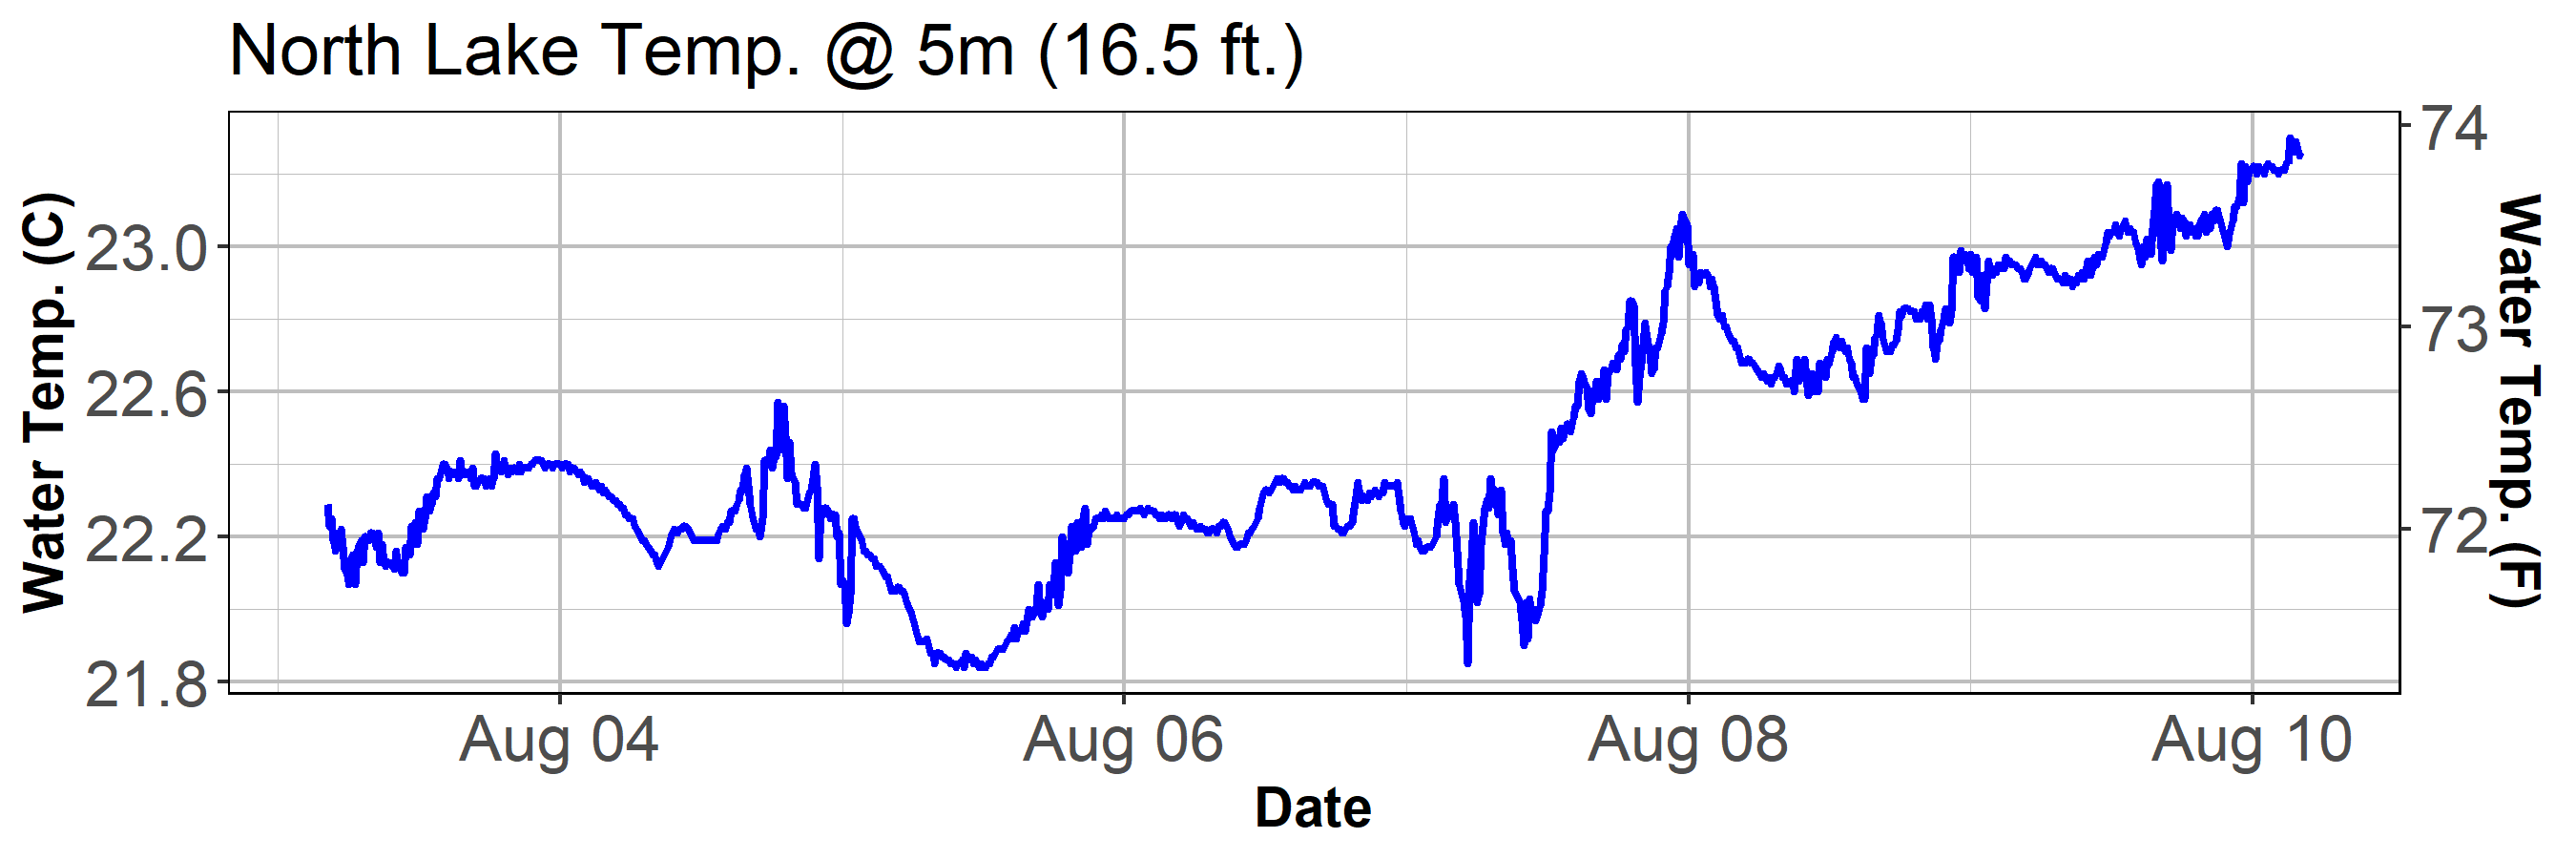 North Lake Temp. @ 5m (16.5 ft.)
Water Temp. (C)
23.0
22.6
22.2
21.8
74
73
72
Water Temp. (F)
Aug 04
Aug 06
Aug 08
Aug 10
Date